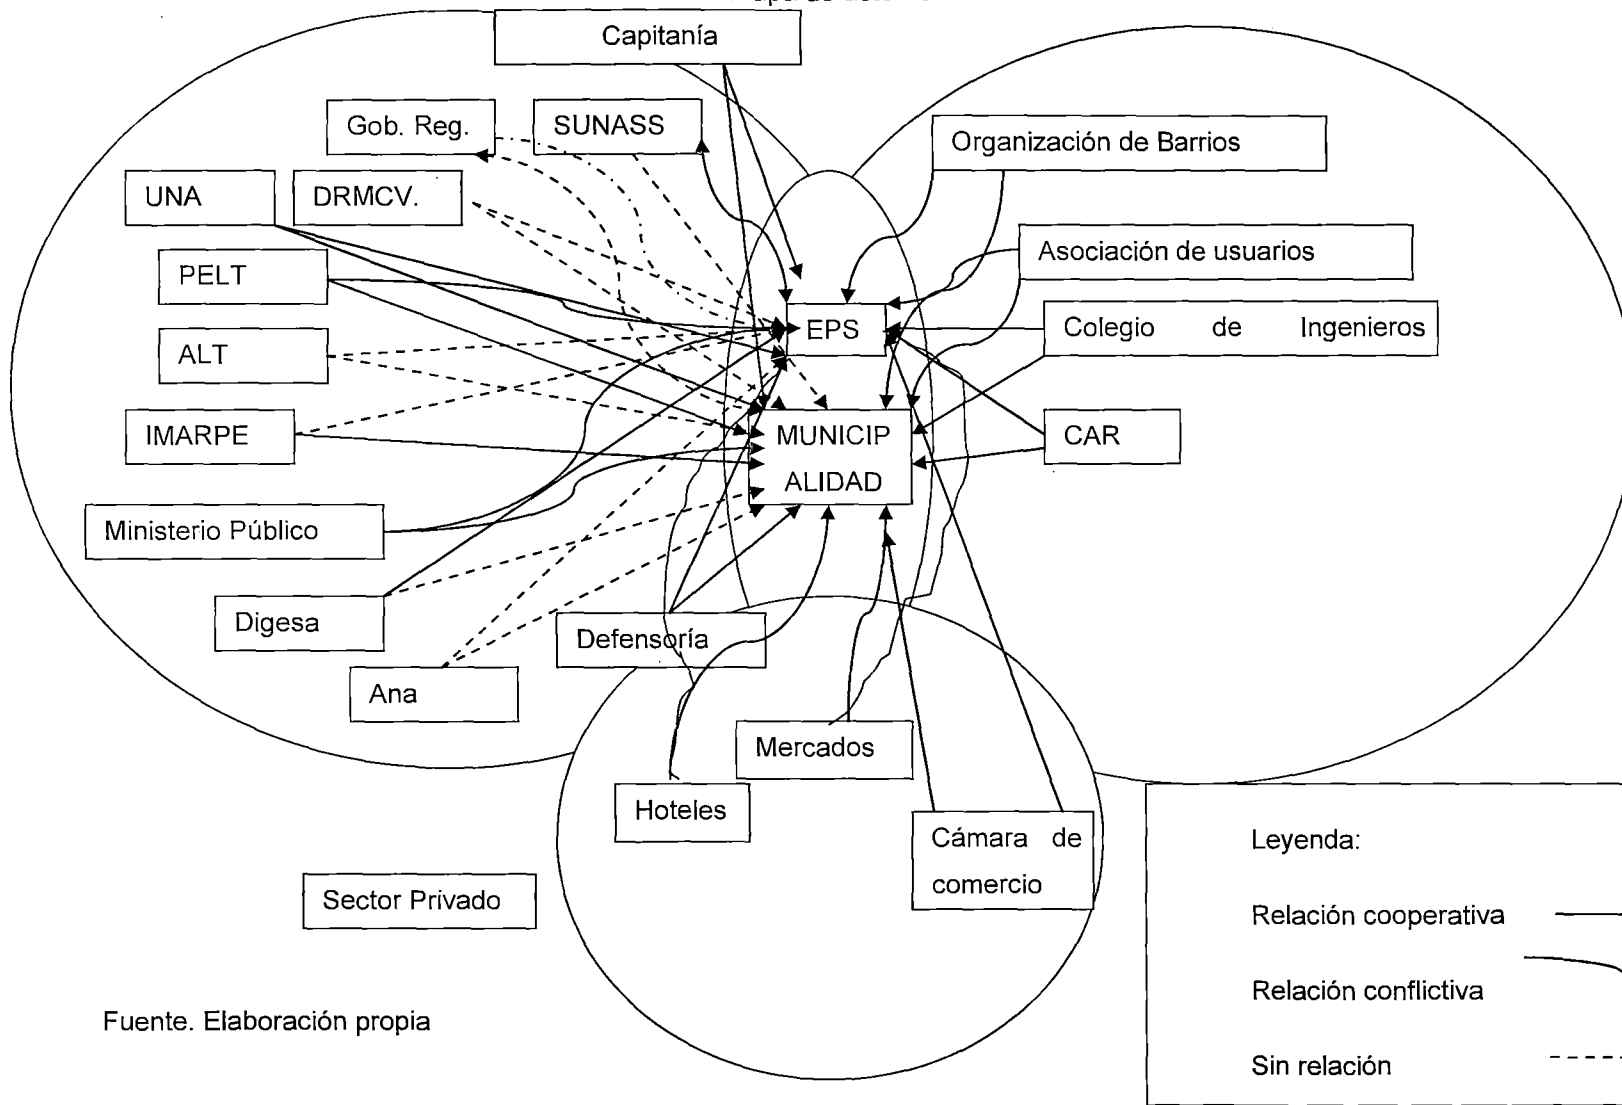 Capitanía
Gob. Reg.
SUNASS
Organización de Barrios
UNA
DRMCV.
Asociación de usuarios
PELT
EPS
Colegio de Ingenieros
ALT
IMARPE
MUNICIP
ALIDAD
CAR
Ministerio Público
Digesa
Defensoría
Ana
Mercados
Hoteles
Cámara de
comercio
Sector Privado
Leyenda:
Relación cooperativa
Relación conflictiva
Sin relación
Fuente. Elaboración propia